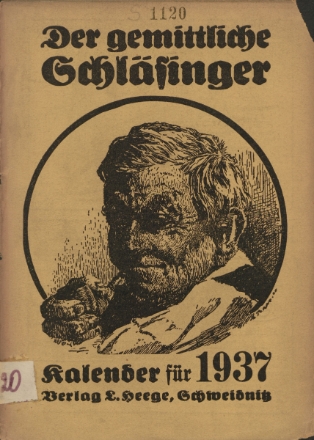 S 1120
Der gemittliche
Schläsinger
Kalender für 1937
Verlag L. Heege, Schweidnitz
20